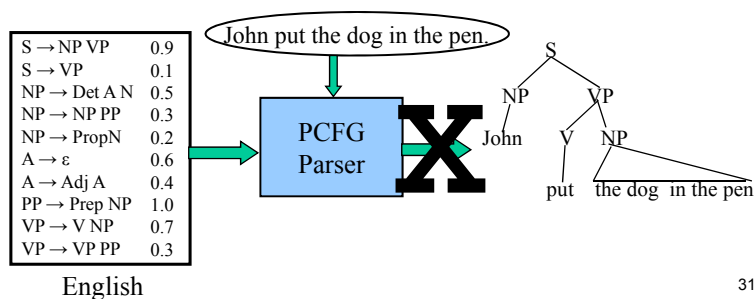 John put the dog in the pen.
S → NP VP 0.9
S → VP 0.1
NP → Det A N 0.5
NP → NP PP 0.3
NP → PropN 0.2
A → ε 0.6
A → Adj A 0.4
PP → Prep NP 1.0
VP → V NP 0.7
VP → VP PP 0.3
English
PCFG
Parser
X
S
NP VP
John V NP
put the dog in the pen
31